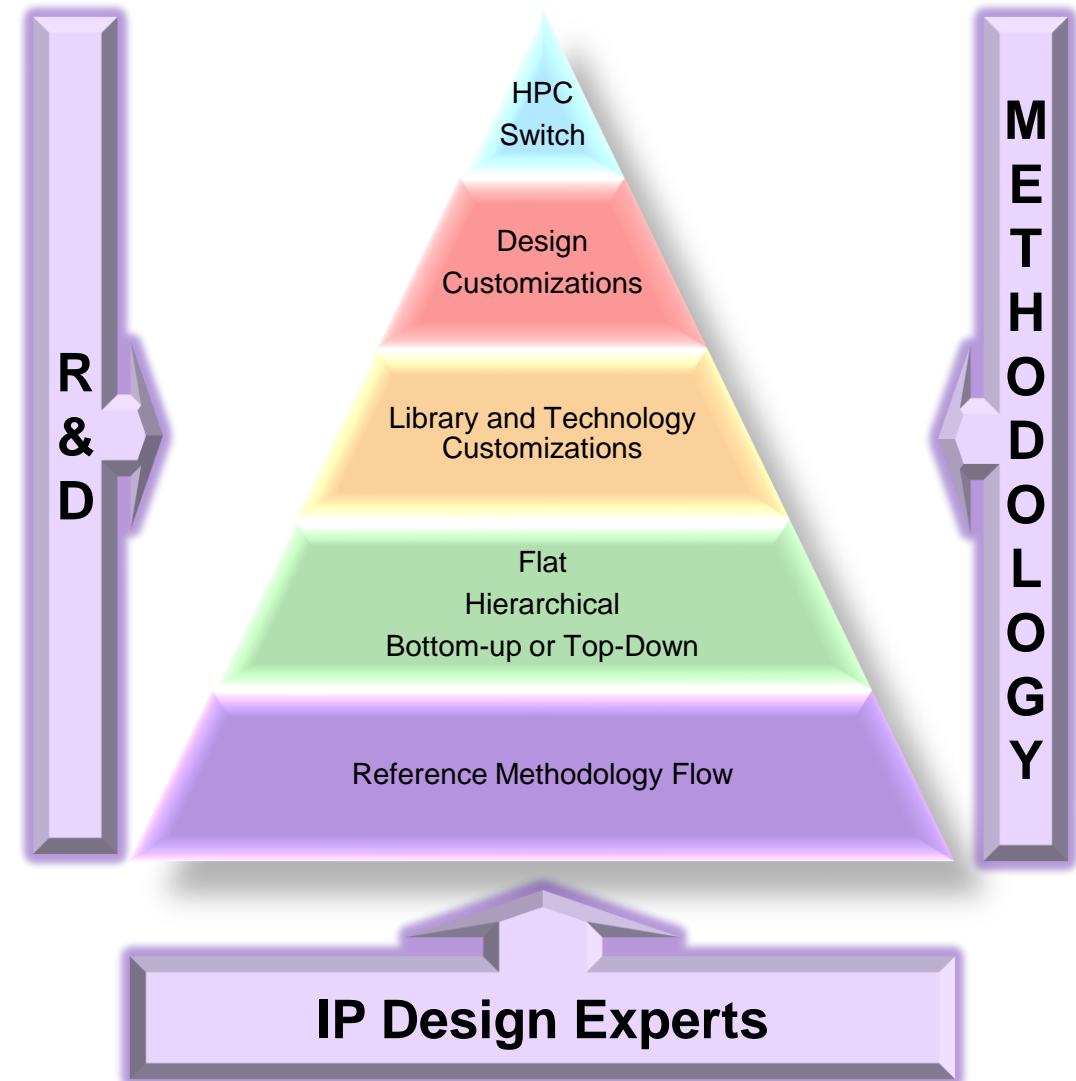 HPC
Switch
Design
Customizations
Library and Technology
Customizations
Flat
Hierarchical
Bottom-up or Top-Down
Reference Methodology Flow
R
&
D
M
E
T
H
O
D
O
L
O
G
Y
IP Design Experts